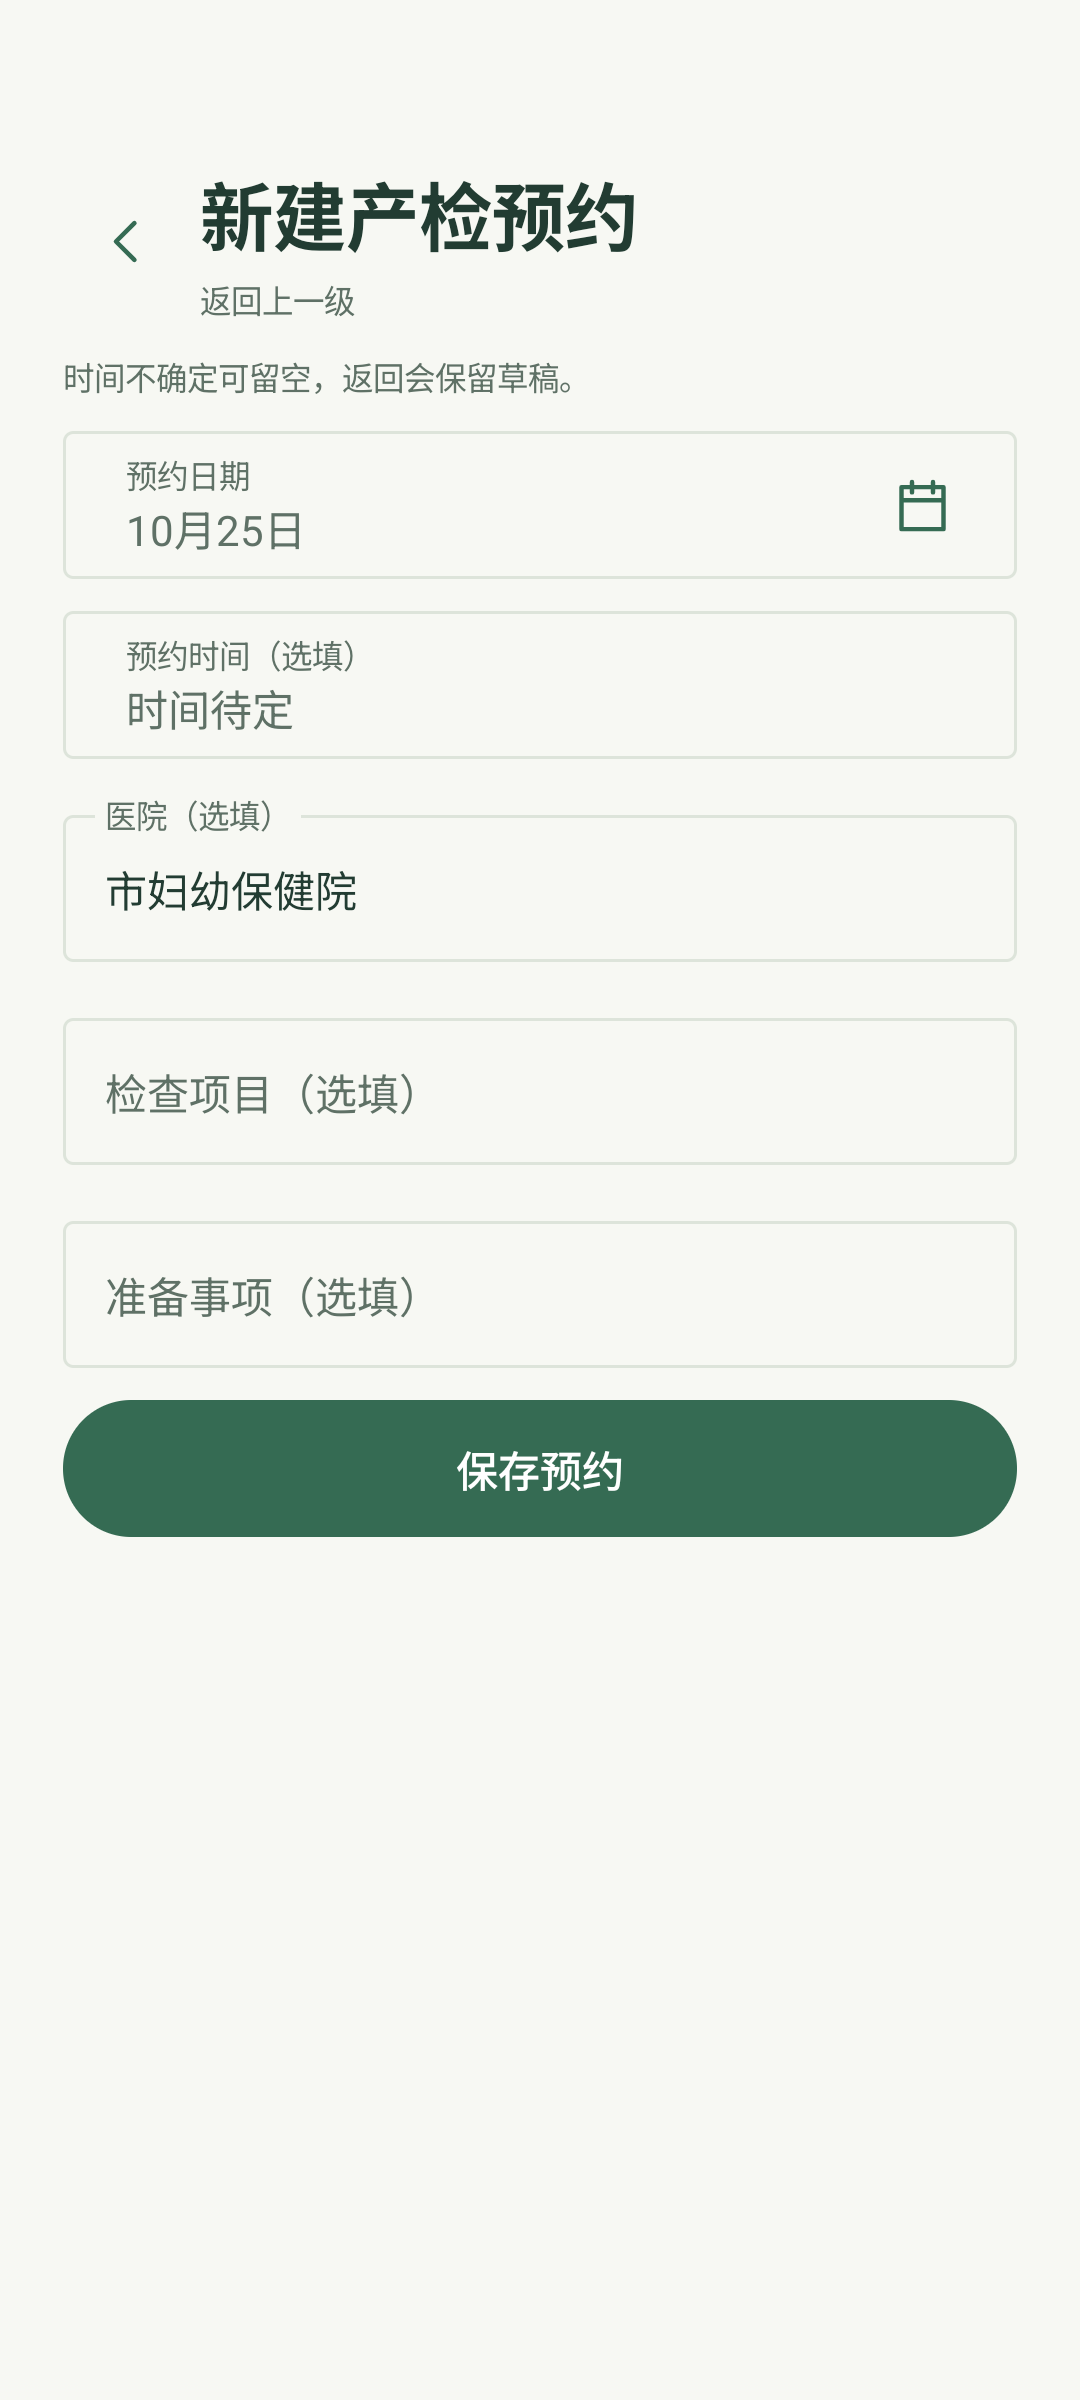 新建产检预约
返回上一级
时间不确定可留空，返回会保留草稿。
预约日期
10月25日
预约时间（选填）
时间待定
医院（选填）
市妇幼保健院
检查项目（选填）
准备事项（选填）
保存预约